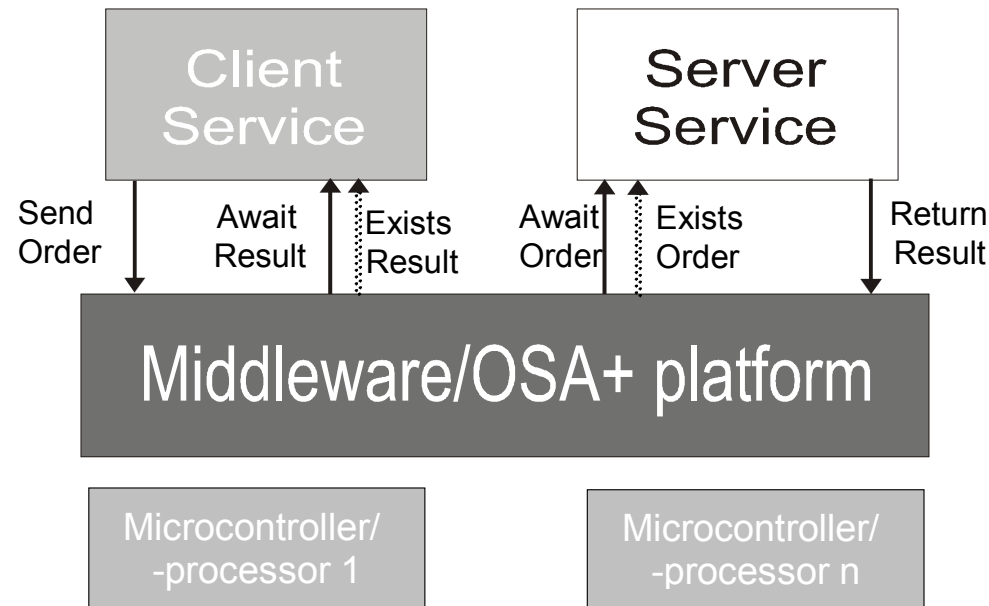 Client
Service
Server
Service
Send
Order
Await
Result
Exists
Result
Await
Order
Exists
Order
Return
Result
Middleware/OSA+ platform
Microcontroller/
-processor 1
Microcontroller/
-processor n